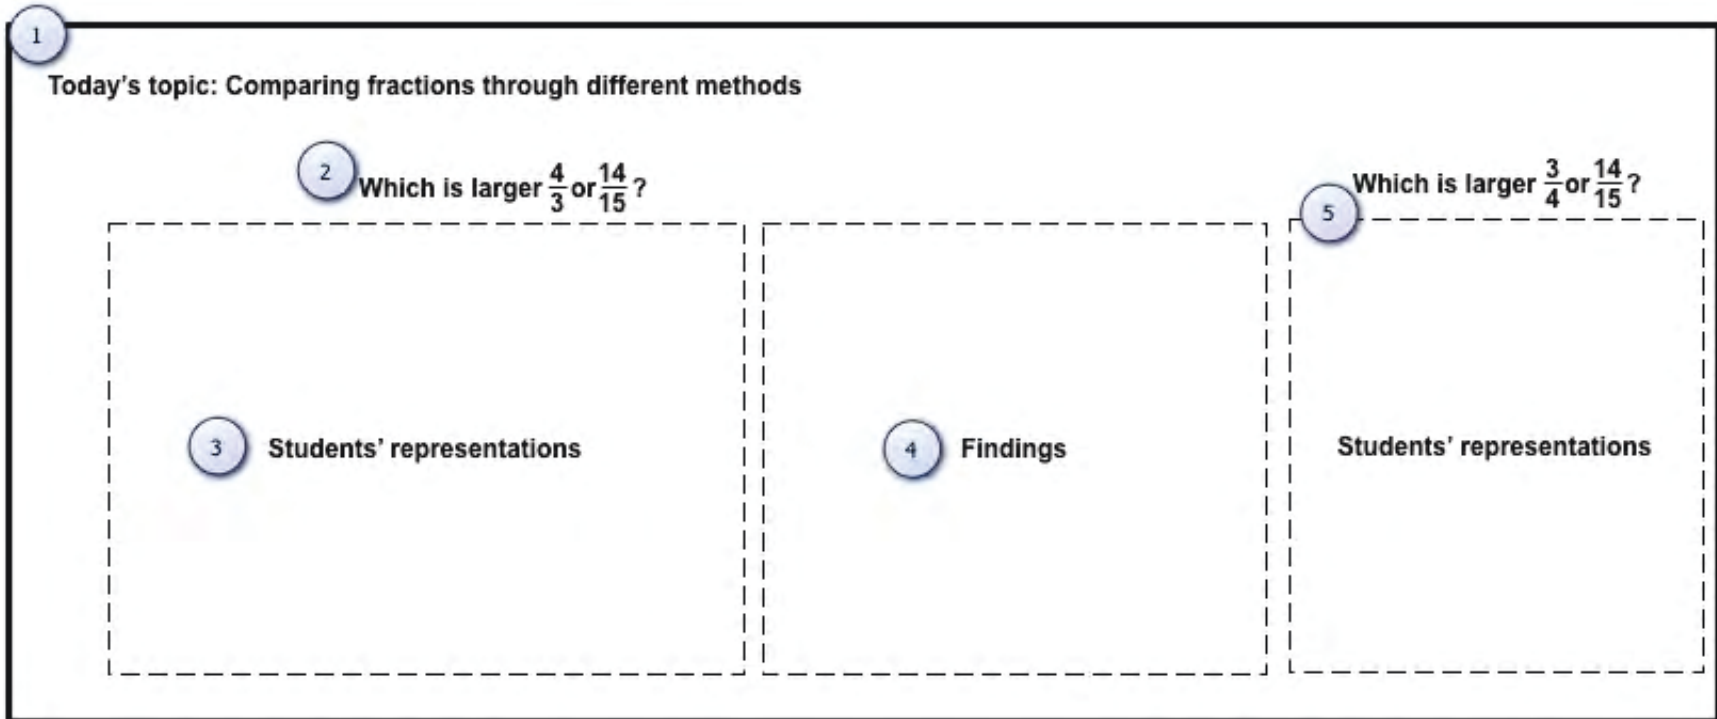 1
Today's topic: Comparing fractions through different methods
2 Which is larger 4/3 or 14/15?
5 Which is larger 3/4 or 14/15?
3 Students' representations
4 Findings
Students' representations